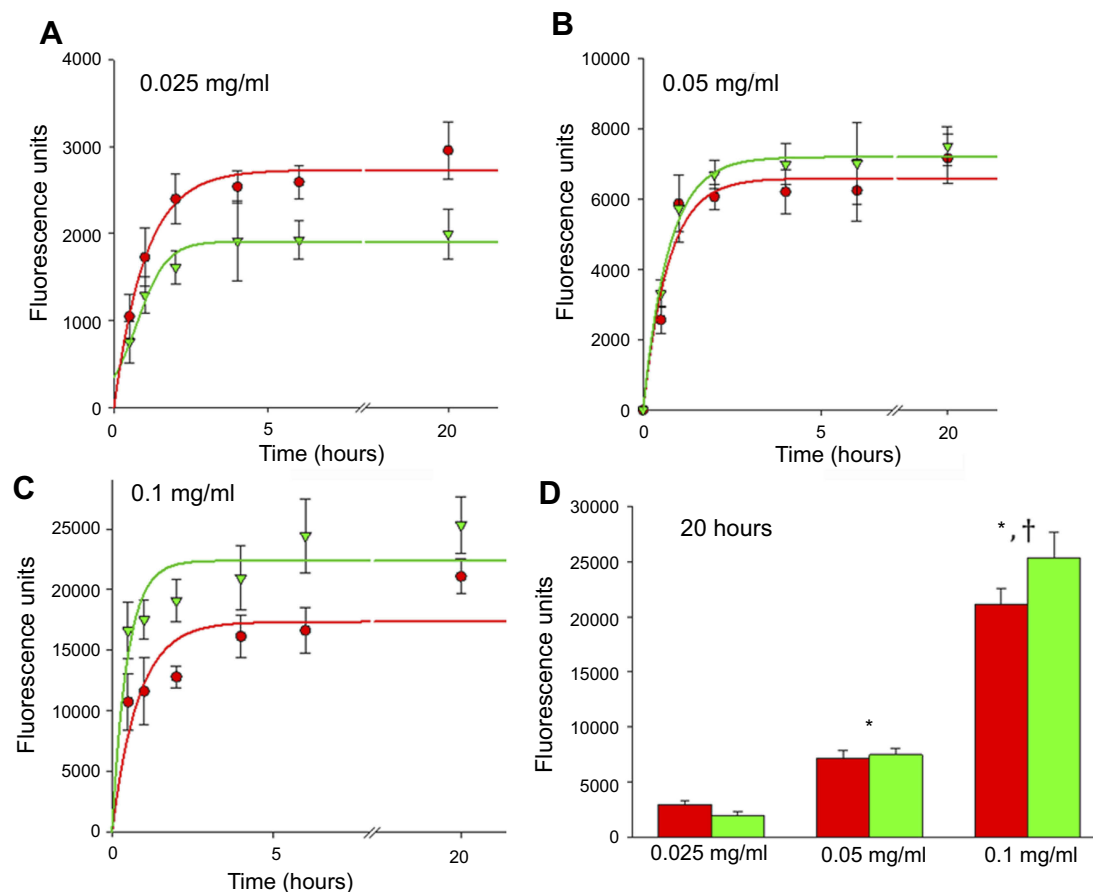 A
0.025 mg/ml
4000
3000
2000
1000
0
Fluorescence units
0
5
20
Time (hours)
B
0.05 mg/ml
10000
8000
6000
4000
2000
0
Fluorescence units
0
5
20
Time (hours)
C
0.1 mg/ml
25000
20000
15000
10000
5000
0
Fluorescence units
0
5
20
Time (hours)
D
20 hours
30000
25000
20000
15000
10000
5000
0
Fluorescence units
*
*, †
0.025 mg/ml
0.05 mg/ml
0.1 mg/ml